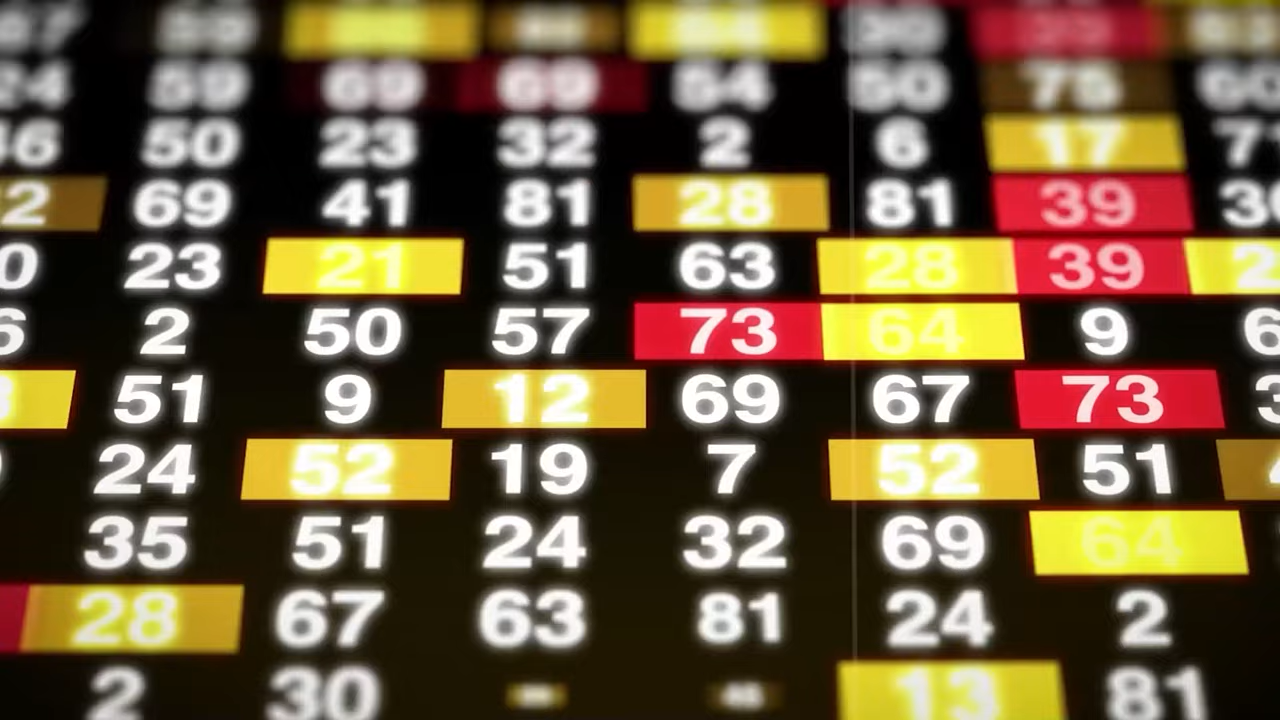 59
24 59 69 69 54 50 75 60
46 50 23 32 2 6 17
69 41 81 28 81 39
23 21 51 63 28 39
2 50 57 73 64 9
51 9 12 69 67 73
24 52 19 7 52 51
35 51 24 32 69 64
28 67 63 81 24 2
2 30 13 81